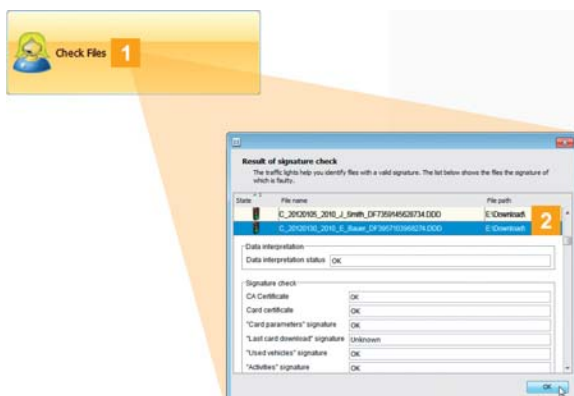 Check Files 1
Result of signature check
The traffic lights help you identify files with a valid signature. The list below shows the files the signature of
which is faulty.
State File name File path
C_20120105_2010_J_Smith_DF7359145628734.DDD E:\Download\
C_20120130_2010_E_Bauer_DF3957103968274.DDD E:\Download\
2
Data interpretation
Data interpretation status OK
Signature check
CA Certificate OK
Card certificate OK
"Card parameters" signature OK
"Last card download" signature Unknown
"Used vehicles" signature OK
"Activities" signature OK
OK